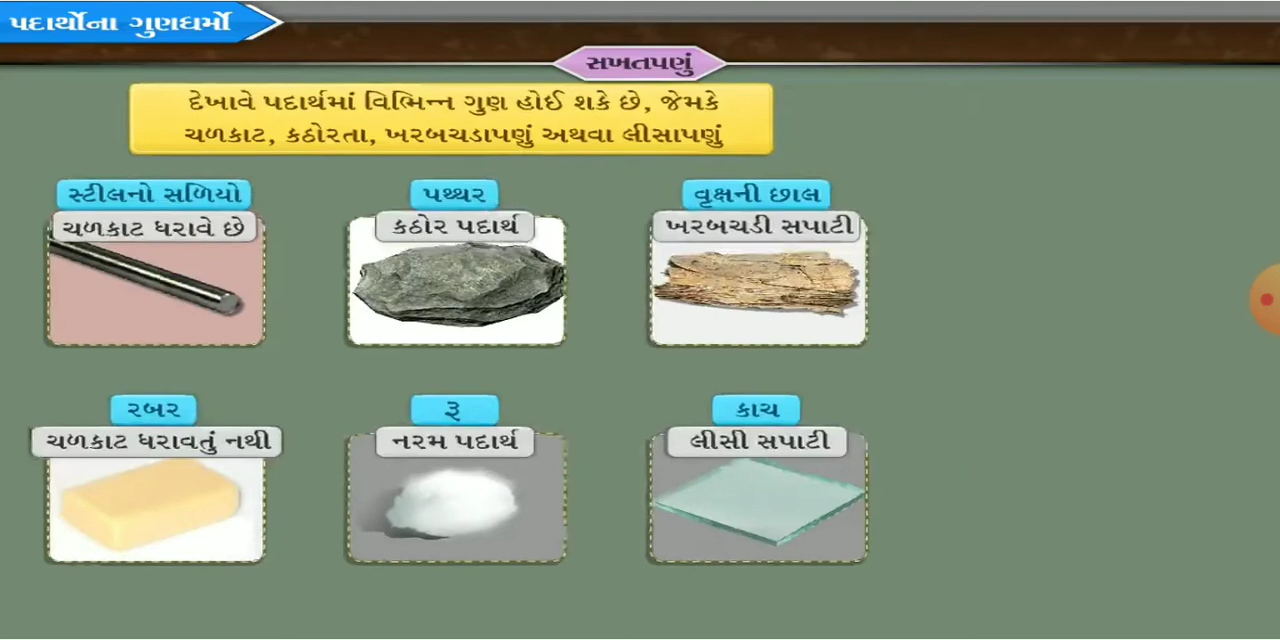 પદાર્થોના ગુણધર્મો
સખતપણું
દેખાવે પદાર્થમાં વિભિન્ન ગુણ હોઈ શકે છે, જેમકે
ચળકાટ, કઠોરતા, ખરબચડાપણું અથવા લીસાપણું
સ્ટીલનો સળિયો
ચળકાટ ધરાવે છે
પથ્થર
કઠોર પદાર્થ
વૃક્ષની છાલ
ખરબચડી સપાટી
રબર
ચળકાટ ધરાવતું નથી
રૂ
નરમ પદાર્થ
કાચ
લીસી સપાટી